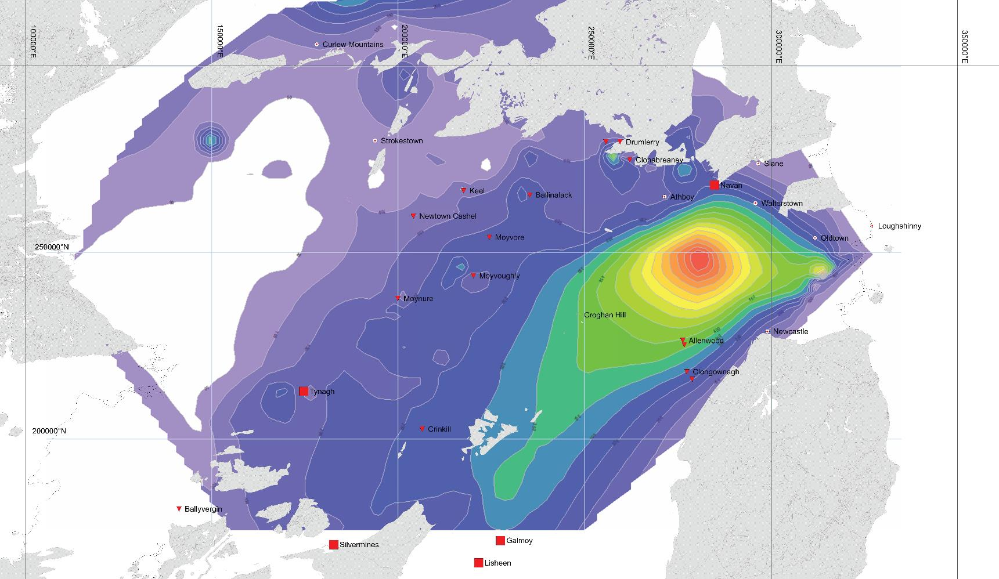 100000°E
150000°E
200000°E
250000°E
300000°E
350000°E
Curlew Mountains
Strokestown
Drumlerry
Clonabreaney
Slane
Navan
Keel
Ballinalack
Athboy
Walterstown
Newtown Cashel
Loughshinny
Moyvore
Oldtown
250000°N
Moyvoughly
Moynure
Croghan Hill
Newcastle
Allenwood
Clongownagh
Tynagh
200000°N
Crinkill
Ballyvergin
Galmoy
Silvermines
Lisheen